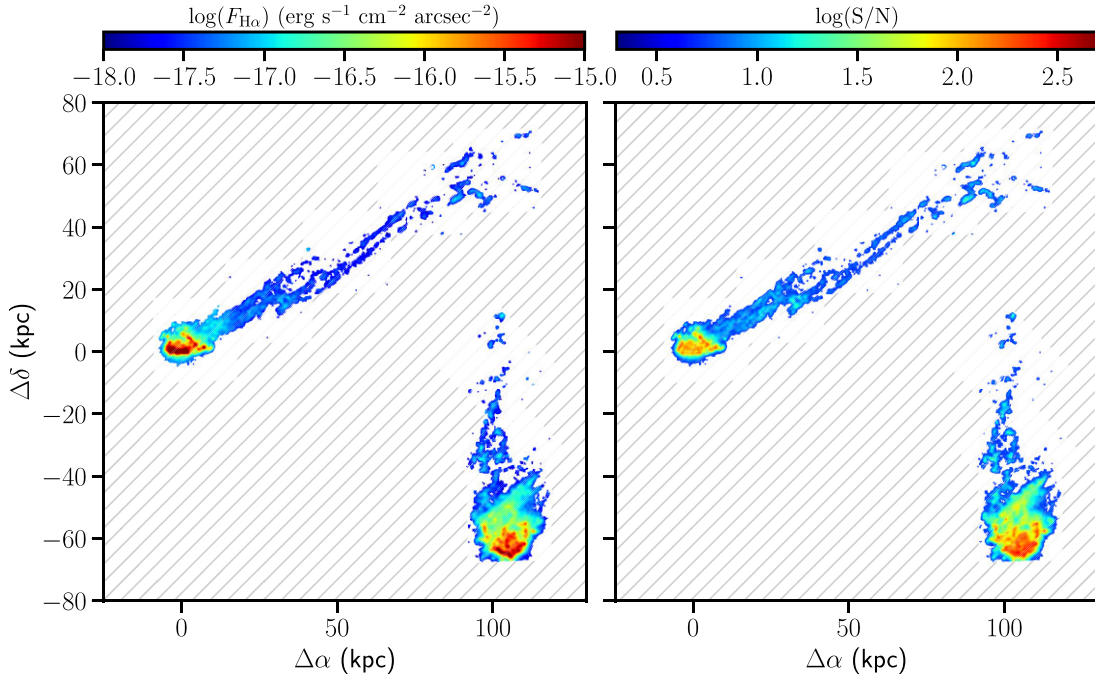 log(F_Hα) (erg s⁻¹ cm⁻² arcsec⁻²)
log(S/N)
−18.0 −17.5 −17.0 −16.5 −16.0 −15.5 −15.0
0.5 1.0 1.5 2.0 2.5
80
60
40
20
0
−20
−40
−60
−80
Δδ (kpc)
0 50 100
0 50 100
Δα (kpc)
Δα (kpc)